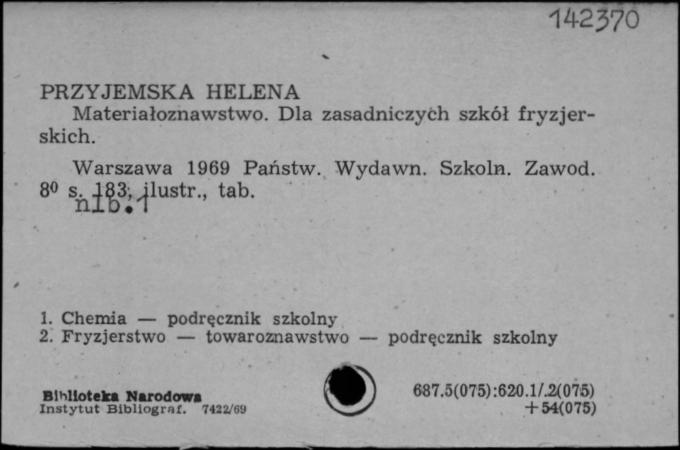 142370
PRZYJEMSKA HELENA
Materiałoznawstwo. Dla zasadniczych szkół fryzjer-
skich.
Warszawa 1969 Państw. Wydawn. Szkoln. Zawod.
8⁰ s. 183, ilustr., tab.
nlb.1
1. Chemia — podręcznik szkolny
2. Fryzjerstwo — towaroznawstwo — podręcznik szkolny
Biblioteka Narodowa
Instytut Bibliograf. 7422/69
687.5(075):620.1/.2(075)
+54(075)